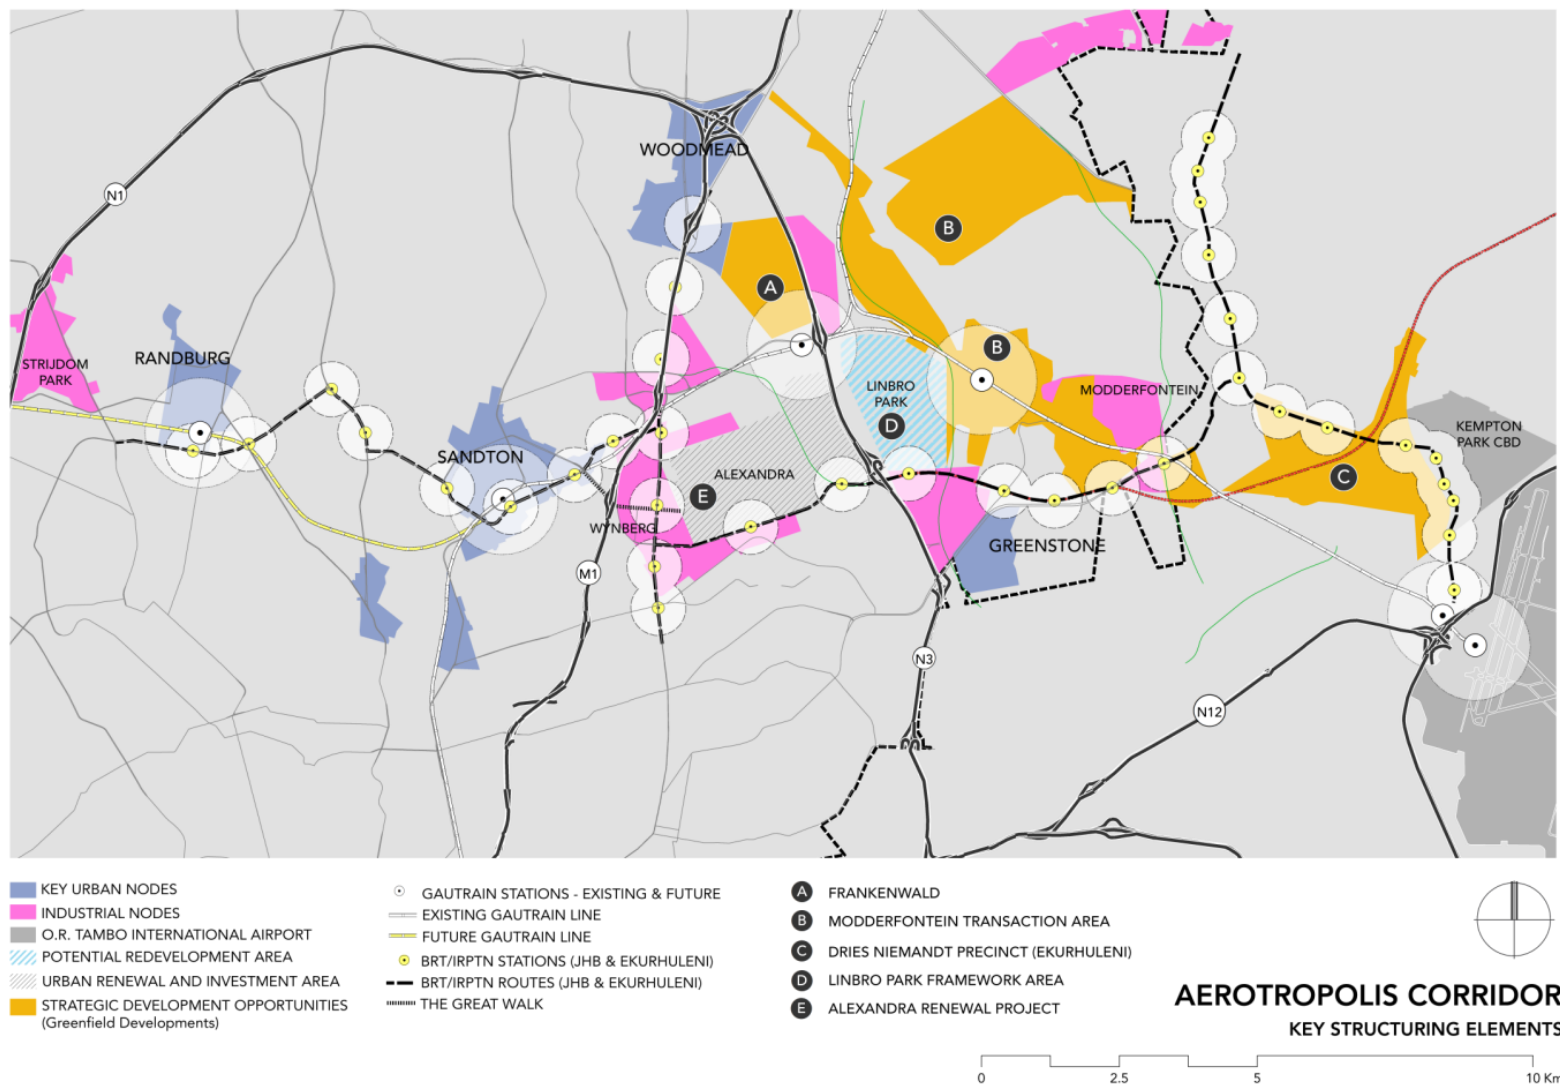 WOODMEAD
N1
B
A
STRIJDOM
PARK
RANDBURG
B
LINBRO
PARK
MODDERFONTEIN
D
KEMPTON
PARK CBD
SANDTON
ALEXANDRA
C
E
WYNBERG
GREENSTONE
M1
N3
N12
KEY URBAN NODES
INDUSTRIAL NODES
O.R. TAMBO INTERNATIONAL AIRPORT
POTENTIAL REDEVELOPMENT AREA
URBAN RENEWAL AND INVESTMENT AREA
STRATEGIC DEVELOPMENT OPPORTUNITIES
(Greenfield Developments)
GAUTRAIN STATIONS - EXISTING & FUTURE
EXISTING GAUTRAIN LINE
FUTURE GAUTRAIN LINE
BRT/IRPTN STATIONS (JHB & EKURHULENI)
BRT/IRPTN ROUTES (JHB & EKURHULENI)
THE GREAT WALK
A FRANKENWALD
B MODDERFONTEIN TRANSACTION AREA
C DRIES NIEMANDT PRECINCT (EKURHULENI)
D LINBRO PARK FRAMEWORK AREA
E ALEXANDRA RENEWAL PROJECT
AEROTROPOLIS CORRIDOR
KEY STRUCTURING ELEMENTS
0 2.5 5 10 Km